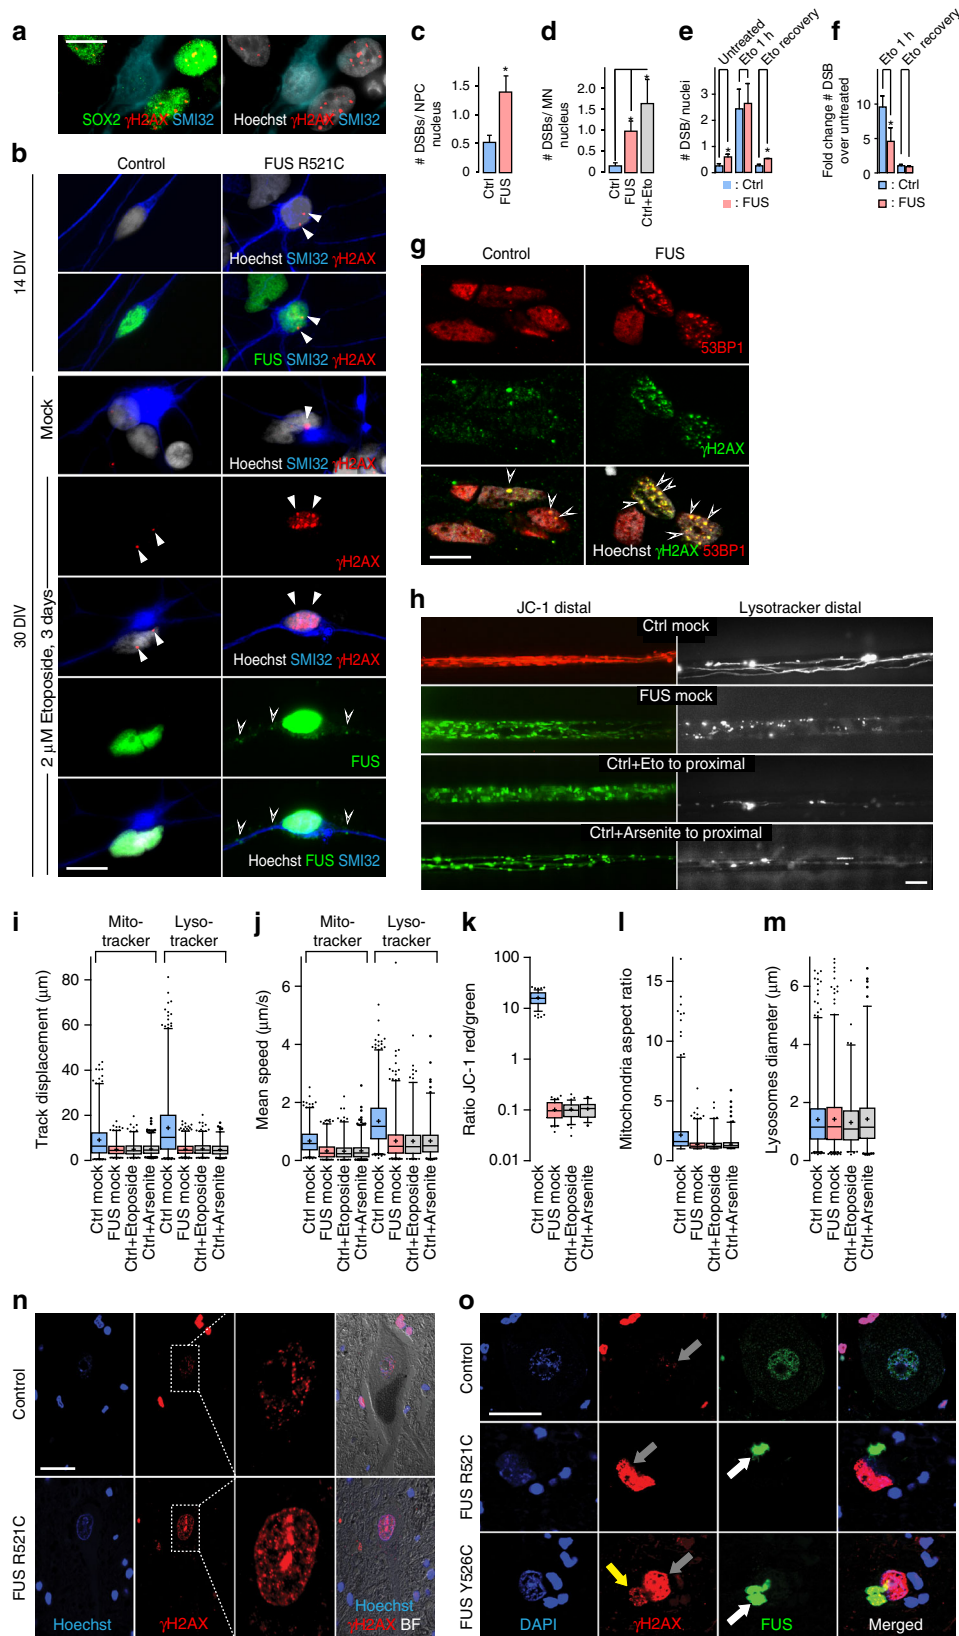 a
SOX2 γH2AX SMI32
Hoechst γH2AX SMI32
b
Control
FUS R521C
14 DIV
Hoechst SMI32 γH2AX
FUS SMI32 γH2AX
Mock
Hoechst SMI32 γH2AX
30 DIV
2 μM Etoposide, 3 days
γH2AX
Hoechst SMI32 γH2AX
FUS
Hoechst FUS SMI32
c
# DSBs/ NPC
nucleus
2.0
1.5
1.0
0.5
0
*
Ctrl
FUS
d
# DSBs/ MN
nucleus
2.0
1.5
1.0
0.5
0
*
*
Ctrl
FUS
Ctrl+Eto
e
Untreated
Eto 1 h
Eto recovery
# DSB/ nuclei
3
2
1
0
*
*
: Ctrl
: FUS
f
Eto 1 h
Eto recovery
Fold change # DSB
over untreated
10
5
0
*
: Ctrl
: FUS
g
Control
FUS
53BP1
γH2AX
Hoechst γH2AX 53BP1
h
JC-1 distal
Lysotracker distal
Ctrl mock
FUS mock
Ctrl+Eto to proximal
Ctrl+Arsenite to proximal
i
Mito-
tracker
Lyso-
tracker
Track displacement (μm)
80
60
40
20
0
Ctrl mock
FUS mock
Ctrl+Etoposide
Ctrl+Arsenite
Ctrl mock
FUS mock
Ctrl+Etoposide
Ctrl+Arsenite
j
Mito-
tracker
Lyso-
tracker
Mean speed (μm/s)
6
4
2
0
Ctrl mock
FUS mock
Ctrl+Etoposide
Ctrl+Arsenite
Ctrl mock
FUS mock
Ctrl+Etoposide
Ctrl+Arsenite
k
Ratio JC-1 red/green
100
10
1
0.1
0.01
Ctrl mock
FUS mock
Ctrl+Etoposide
Ctrl+Arsenite
l
Mitochondria aspect ratio
15
10
5
0
Ctrl mock
FUS mock
Ctrl+Etoposide
Ctrl+Arsenite
m
Lysosomes diameter (μm)
6
4
2
0
Ctrl mock
FUS mock
Ctrl+Etoposide
Ctrl+Arsenite
n
Control
FUS R521C
Hoechst
γH2AX
Hoechst
γH2AX BF
o
Control
FUS R521C
FUS Y526C
DAPI
γH2AX
FUS
Merged